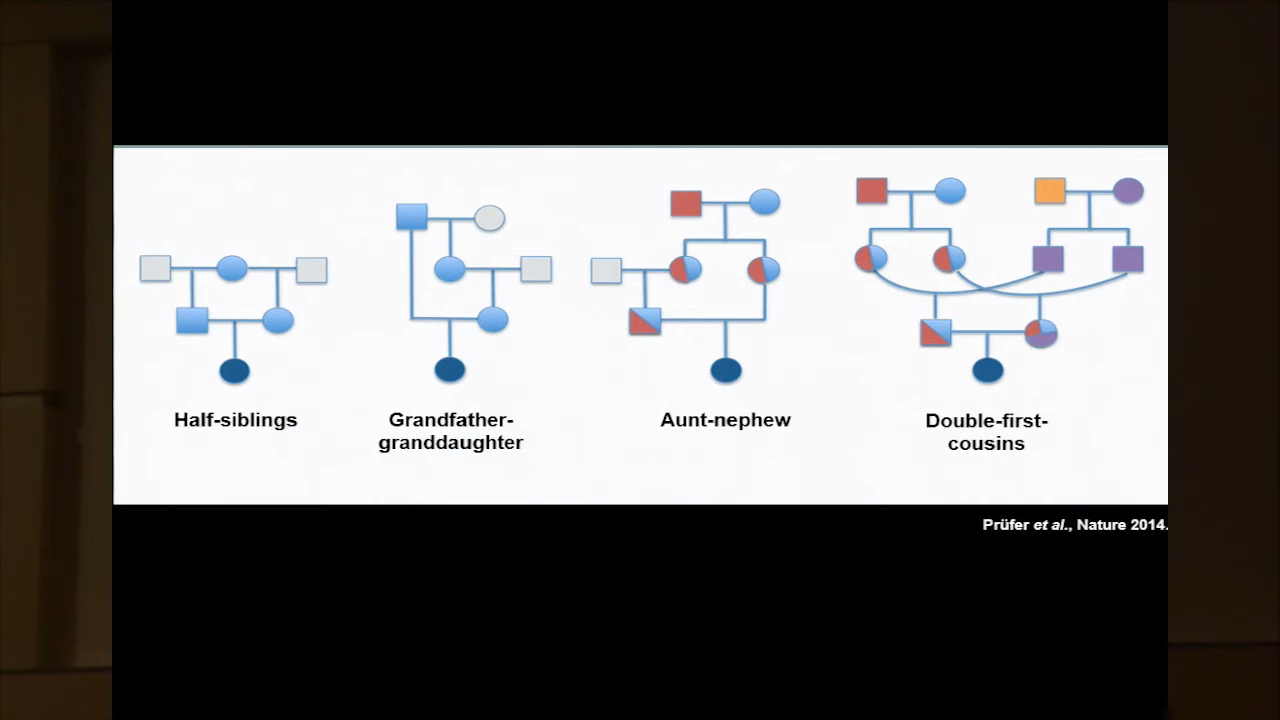 Half-siblings
Grandfather-
granddaughter
Aunt-nephew
Double-first-
cousins
Prüfer et al., Nature 2014.